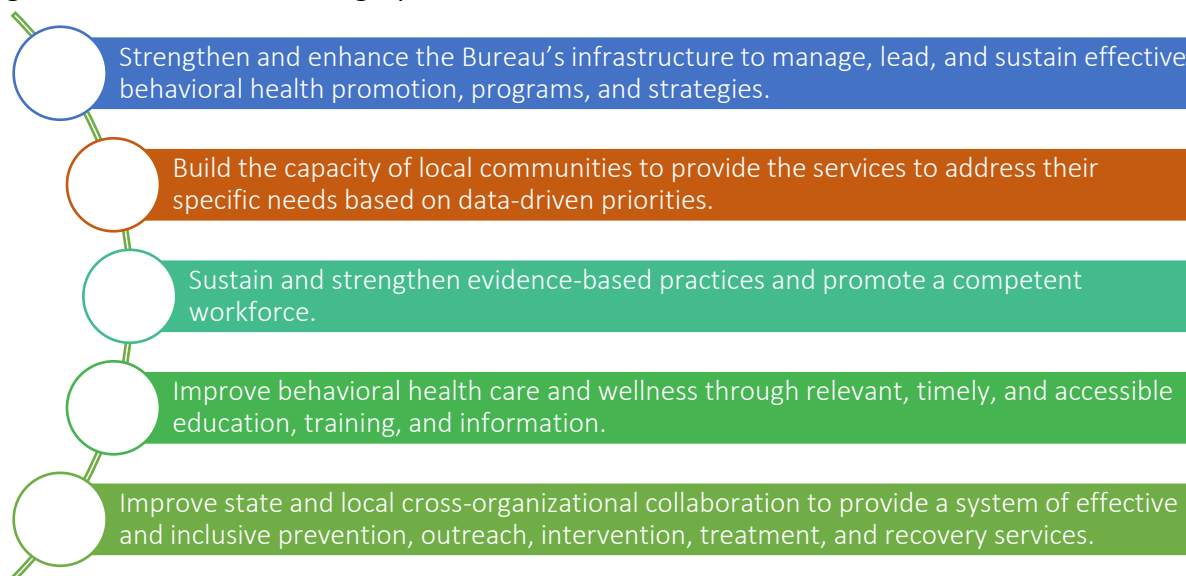 Strengthen and enhance the Bureau’s infrastructure to manage, lead, and sustain effective
behavioral health promotion, programs, and strategies.
Build the capacity of local communities to provide the services to address their
specific needs based on data-driven priorities.
Sustain and strengthen evidence-based practices and promote a competent
workforce.
Improve behavioral health care and wellness through relevant, timely, and accessible
education, training, and information.
Improve state and local cross-organizational collaboration to provide a system of effective
and inclusive prevention, outreach, intervention, treatment, and recovery services.